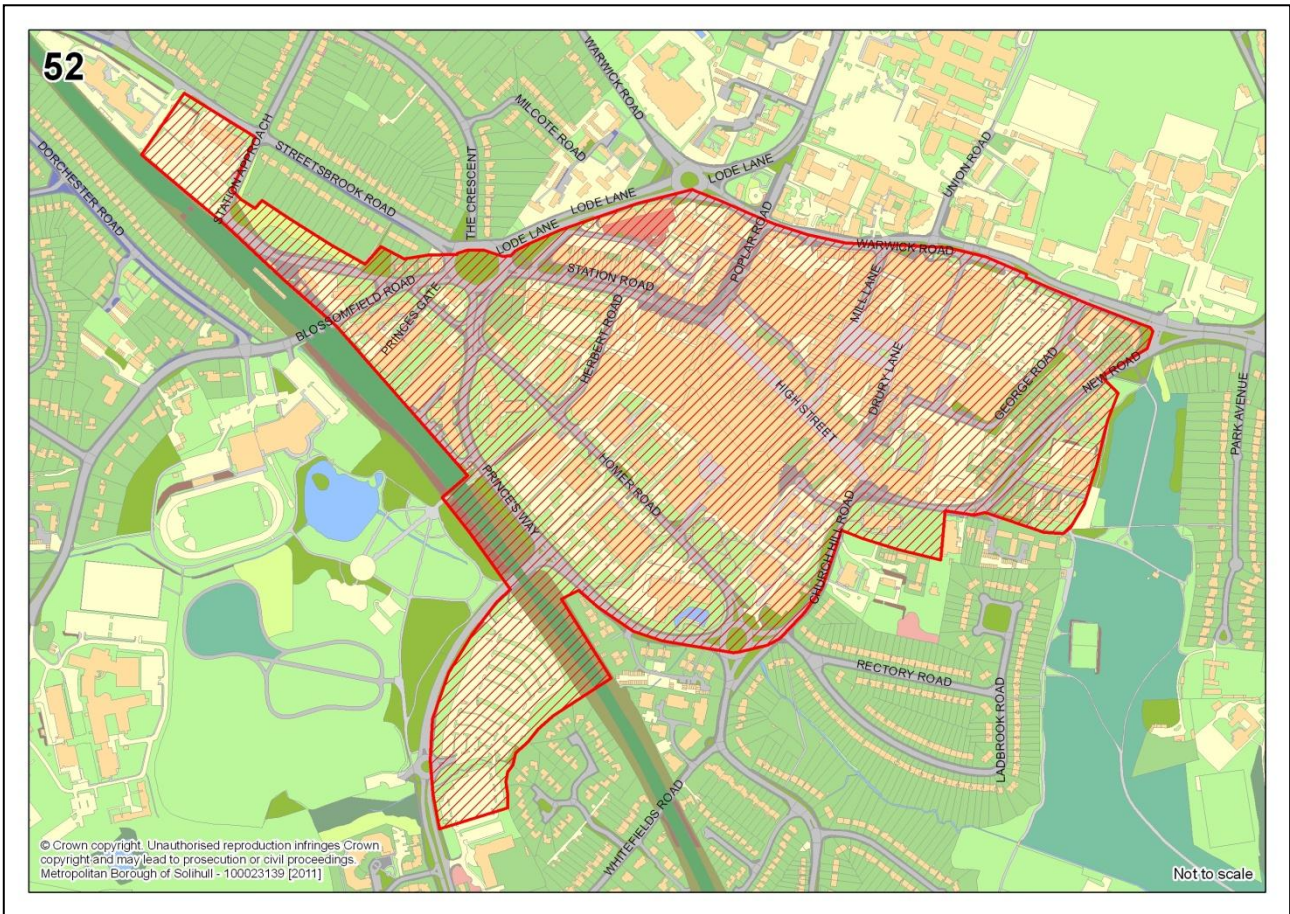 52
WARWICK ROAD
MILCOTE ROAD
DORCHESTER ROAD
STATION APPROACH
STREETSBROOK ROAD
THE CRESCENT
LODE LANE
LODE LANE
LODE LANE
UNION ROAD
POPLAR ROAD
WARWICK ROAD
STATION ROAD
BLOSSOMFIELD ROAD
PRINCES GATE
HERBERT ROAD
MILL LANE
DRURY LANE
HIGH STREET
GEORGE ROAD
NEW ROAD
PARK AVENUE
HOMER ROAD
PRINCE'S WAY
CHURCH HILL ROAD
RECTORY ROAD
LADBROOK ROAD
WHITEFIELDS ROAD
© Crown copyright. Unauthorised reproduction infringes Crown
copyright and may lead to prosecution or civil proceedings.
Metropolitan Borough of Solihull - 100023139 [2011]
Not to scale